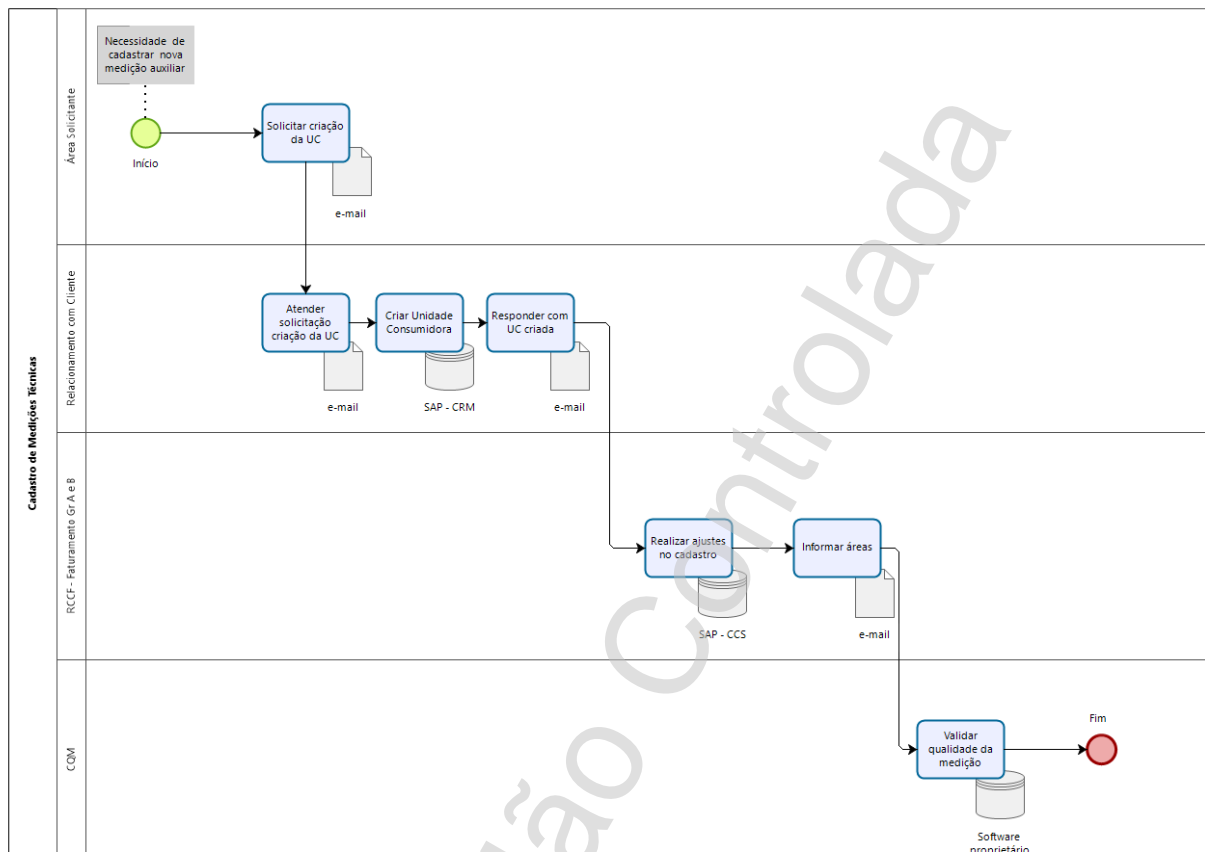 Cadastro de Medições Técnicas
Área Solicitante
Necessidade de
cadastrar nova
medição auxiliar
Início
Solicitar criação
da UC
e-mail
Relacionamento com Cliente
Atender
solicitação
criação da UC
e-mail
Criar Unidade
Consumidora
SAP - CRM
Responder com
UC criada
e-mail
RCCF - Faturamento Gr A e B
Realizar ajustes
no cadastro
SAP - CCS
Informar áreas
e-mail
CQM
Validar
qualidade da
medição
Software
proprietário
Fim
ão Controlada